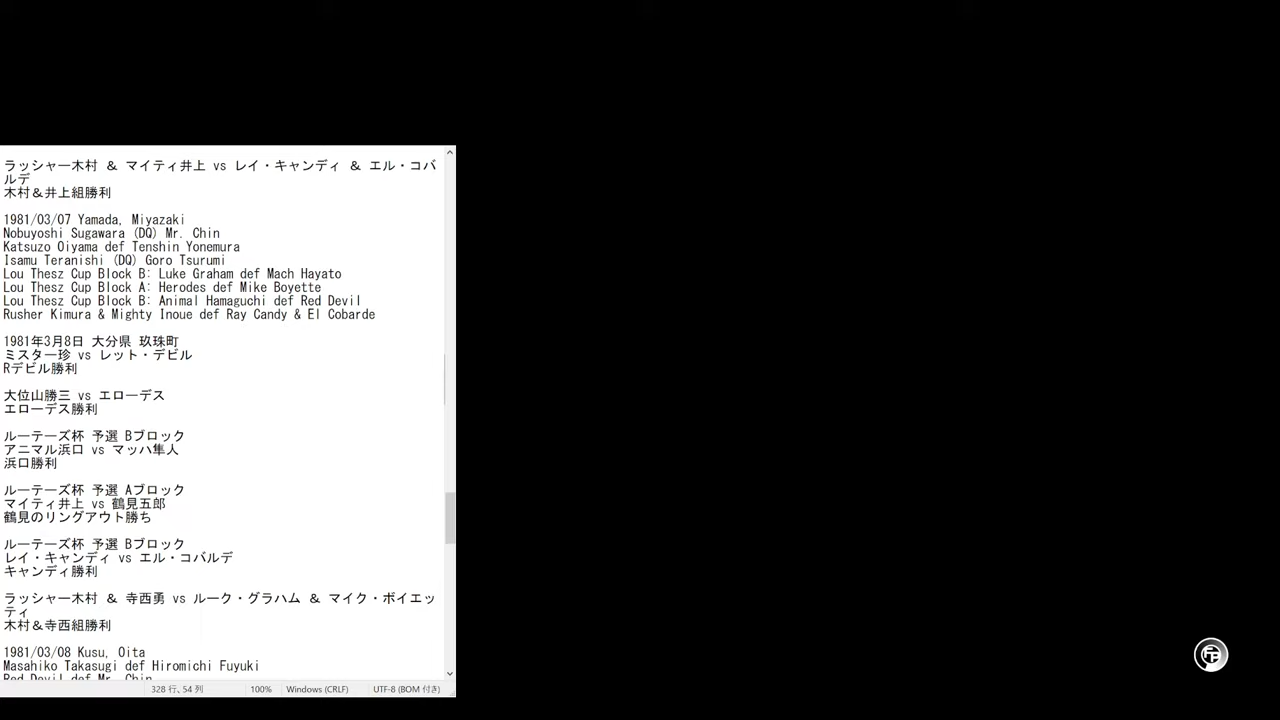 ラッシャー木村 ＆ マイティ井上 vs レイ・キャンディ ＆ エル・コバ
ルデ
木村＆井上組勝利
1981/03/07 Yamada, Miyazaki
Nobuyoshi Sugawara (DQ) Mr. Chin
Katsuzo Oiyama def Tenshin Yonemura
Isamu Teranishi (DQ) Goro Tsurumi
Lou Thesz Cup Block B: Luke Graham def Mach Hayato
Lou Thesz Cup Block A: Herodes def Mike Boyette
Lou Thesz Cup Block B: Animal Hamaguchi def Red Devil
Rusher Kimura & Mighty Inoue def Ray Candy & El Cobarde
1981年3月8日 大分県 玖珠町
ミスター珍 vs レット・デビル
Rデビル勝利
大位山勝三 vs エローデス
エローデス勝利
ルーテーズ杯 予選 Bブロック
アニマル浜口 vs マッハ隼人
浜口勝利
ルーテーズ杯 予選 Aブロック
マイティ井上 vs 鶴見五郎
鶴見のリングアウト勝ち
ルーテーズ杯 予選 Bブロック
レイ・キャンディ vs エル・コバルデ
キャンディ勝利
ラッシャー木村 ＆ 寺西勇 vs ルーク・グラハム ＆ マイク・ボイエッ
ティ
木村＆寺西組勝利
1981/03/08 Kusu, Oita
Masahiko Takasugi def Hiromichi Fuyuki
Red Devil def Mr. Chin
328 行、54 列 100% Windows (CRLF) UTF-8 (BOM 付き)
FP